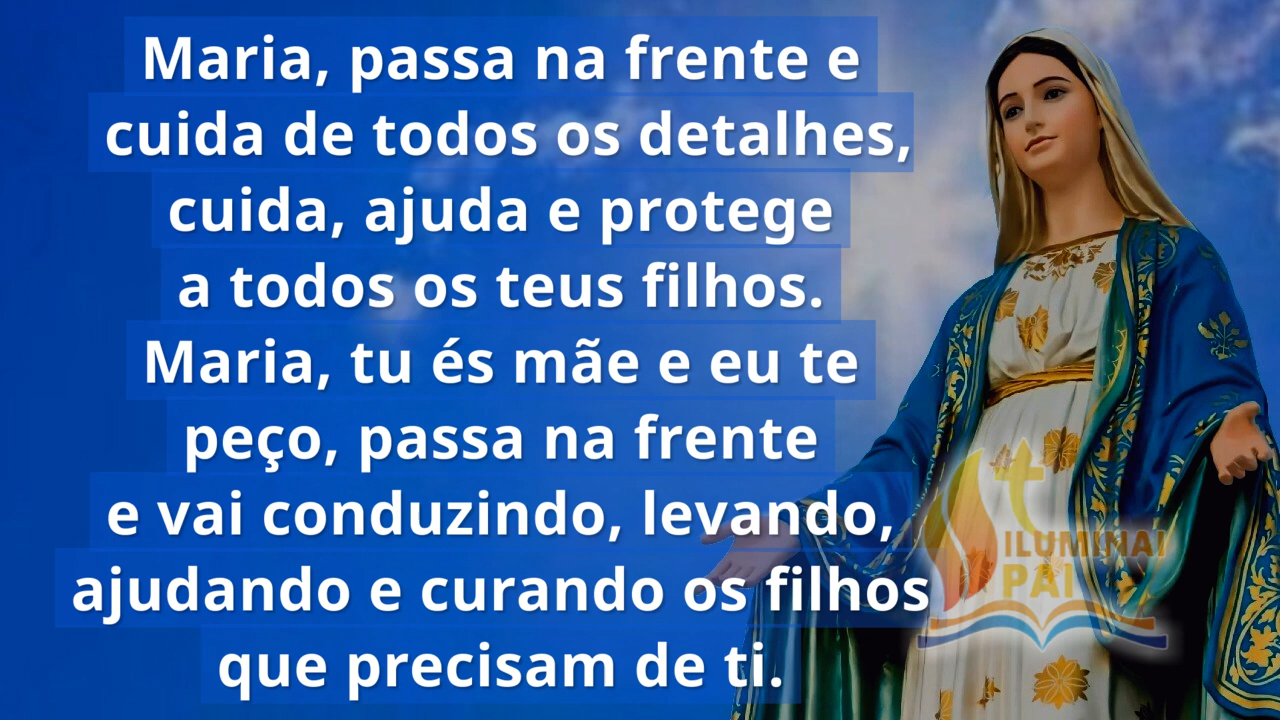 Maria, passa na frente e
cuida de todos os detalhes,
cuida, ajuda e protege
a todos os teus filhos.
Maria, tu és mãe e eu te
peço, passa na frente
e vai conduzindo, levando,
ajudando e curando os filhos
que precisam de ti.
ILUMINAI
PAI